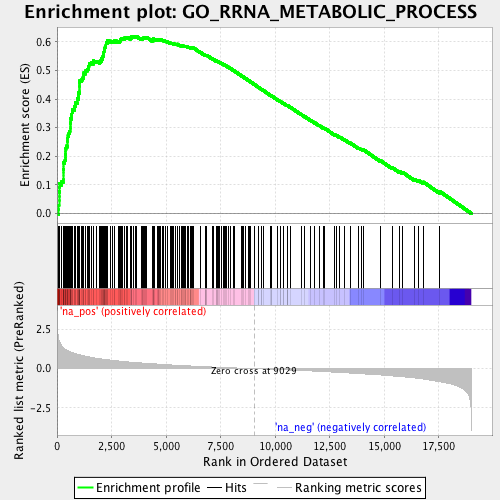 Enrichment plot: GO_RRNA_METABOLIC_PROCESS
Enrichment score (ES)
0.6
0.5
0.4
0.3
0.2
0.1
0.0
'na_pos' (positively correlated)
Ranked list metric (PreRanked)
2.5
0.0
-2.5
Zero cross at 9029
'na_neg' (negatively correlated)
0
2,500
5,000
7,500
10,000
12,500
15,000
17,500
Rank in Ordered Dataset
Enrichment profile
Hits
Ranking metric scores